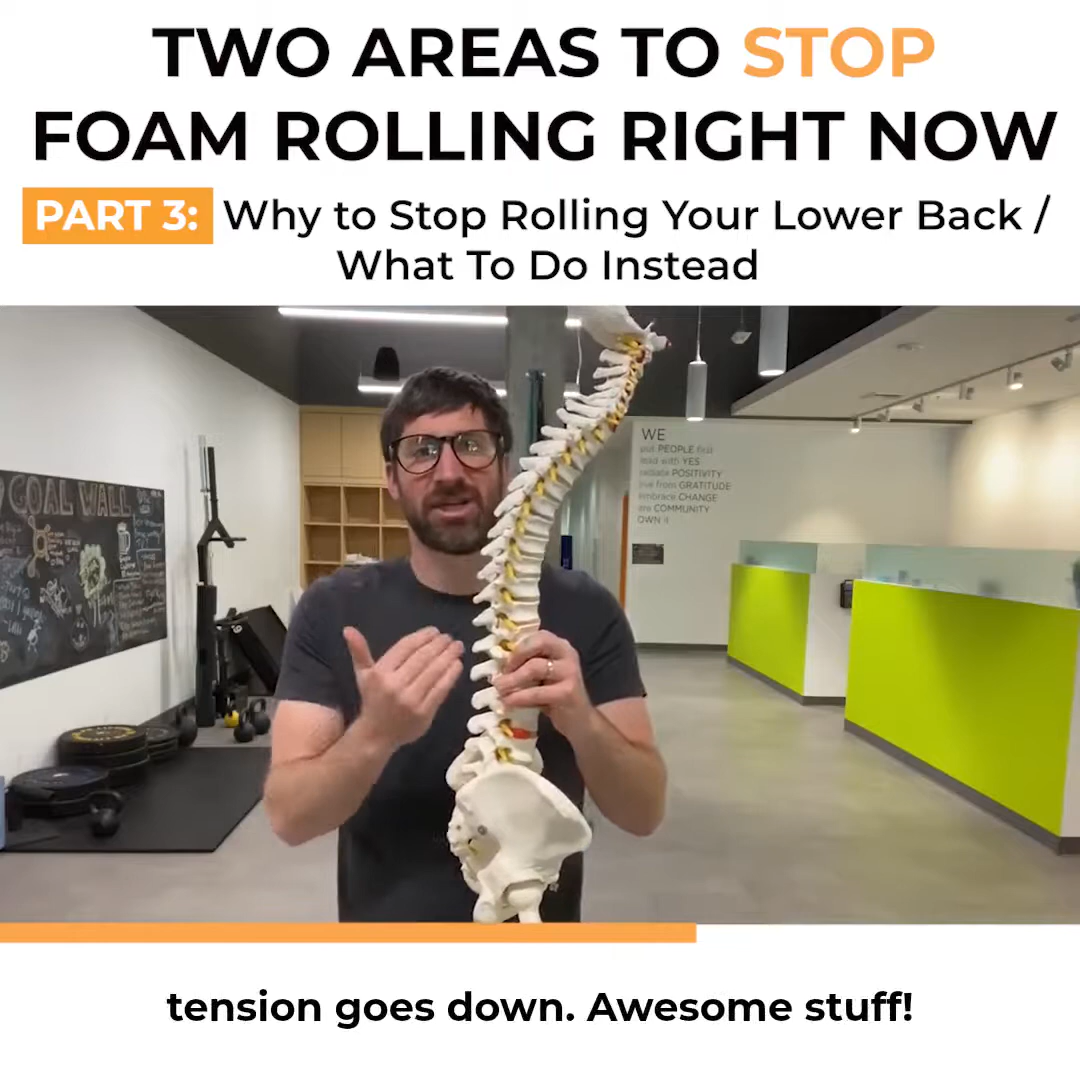 TWO AREAS TO STOP
FOAM ROLLING RIGHT NOW
PART 3: Why to Stop Rolling Your Lower Back /
What To Do Instead
GOAL WALL
WE
put PEOPLE first
lead with YES
radiate POSITIVITY
live from GRATITUDE
embrace CHANGE
are COMMUNITY
OWN it
tension goes down. Awesome stuff!